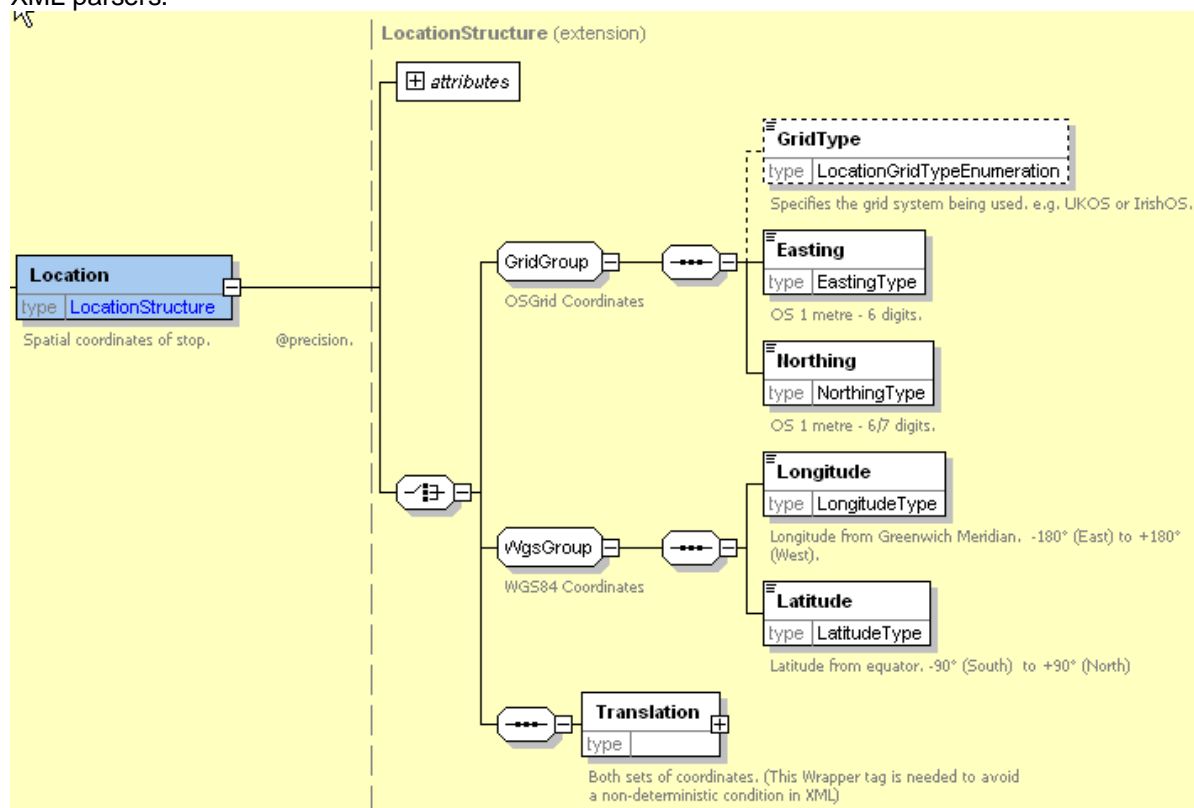 XML parsers.
LocationStructure (extension)
attributes
GridType
type LocationGridTypeEnumeration
Specifies the grid system being used. e.g. UKOS or IrishOS.
GridGroup
OSGrid Coordinates
Easting
type EastingType
OS 1 metre - 6 digits.
Location
type LocationStructure
Spatial coordinates of stop.
@precision.
Northing
type NorthingType
OS 1 metre - 6/7 digits.
Longitude
type LongitudeType
Longitude from Greenwich Meridian. -180° (East) to +180°
(West).
WgsGroup
WGS84 Coordinates
Latitude
type LatitudeType
Latitude from equator. -90° (South) to +90° (North)
Translation
type
Both sets of coordinates. (This Wrapper tag is needed to avoid
a non-deterministic condition in XML)